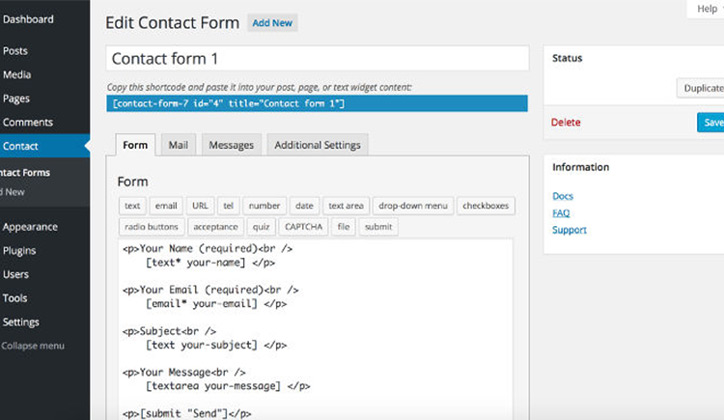 Dashboard
Posts
Media
Pages
Comments
Contact
ntact Forms
d New
Appearance
Plugins
Users
Tools
Settings
Collapse menu
Help
Edit Contact Form Add New
Contact form 1
Copy this shortcode and paste it into your post, page, or text widget content:
[contact-form-7 id="4" title="Contact form 1"]
Form Mail Messages Additional Settings
Form
text email URL tel number date text area drop-down menu checkboxes
radio buttons acceptance quiz CAPTCHA file submit
<p>Your Name (required)<br />
[text* your-name] </p>
<p>Your Email (required)<br />
[email* your-email] </p>
<p>Subject<br />
[text your-subject] </p>
<p>Your Message<br />
[textarea your-message] </p>
<p>[submit "Send"]</p>
Status
Duplicate
Delete Save
Information
Docs
FAQ
Support